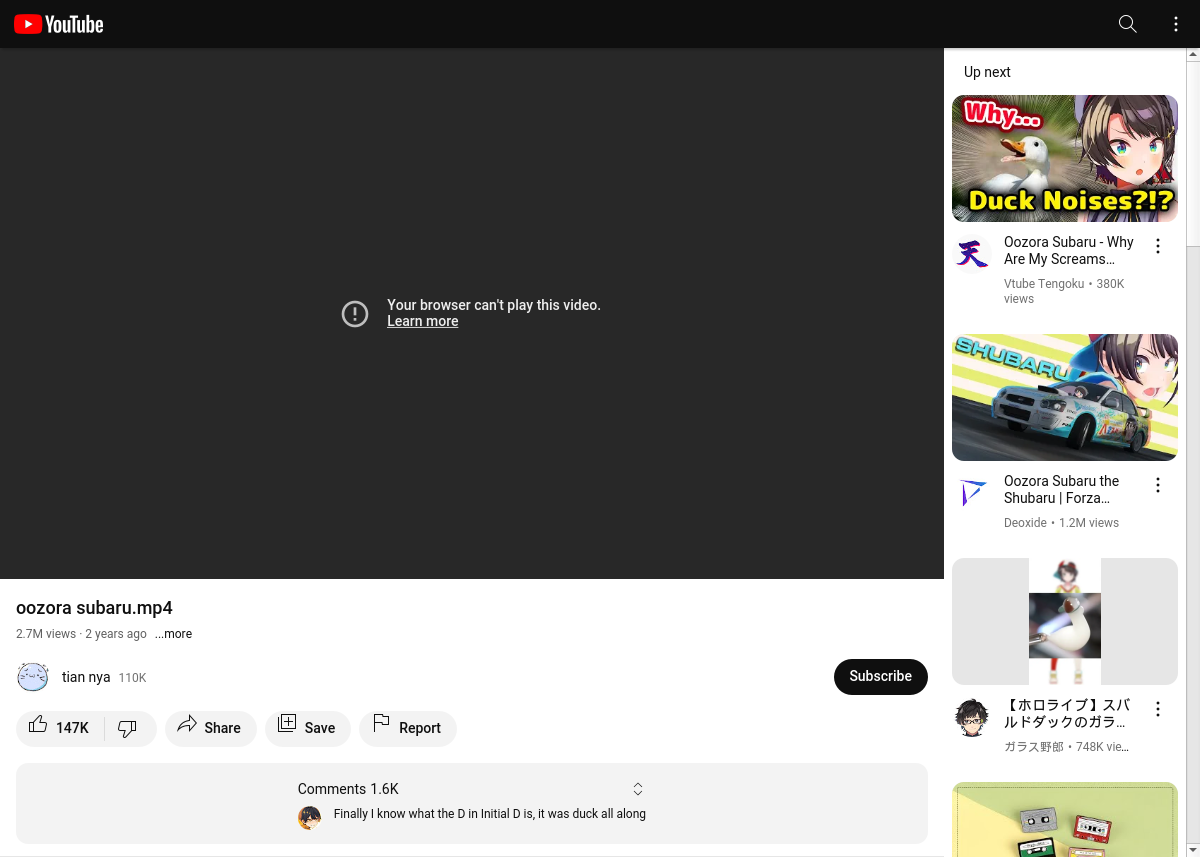 YouTube
Your browser can't play this video.
Learn more
oozora subaru.mp4
2.7M views · 2 years ago ...more
tian nya 110K
Subscribe
147K
Share
Save
Report
Comments 1.6K
Finally I know what the D in Initial D is, it was duck all along
Up next
Why...
Duck Noises?!?
天
Oozora Subaru - Why
Are My Screams...
Vtube Tengoku • 380K
views
SHUBARU
Oozora Subaru the
Shubaru | Forza...
Deoxide • 1.2M views
【ホロライブ】スバ
ルドダックのガラ...
ガラス野郎 • 748K vie...